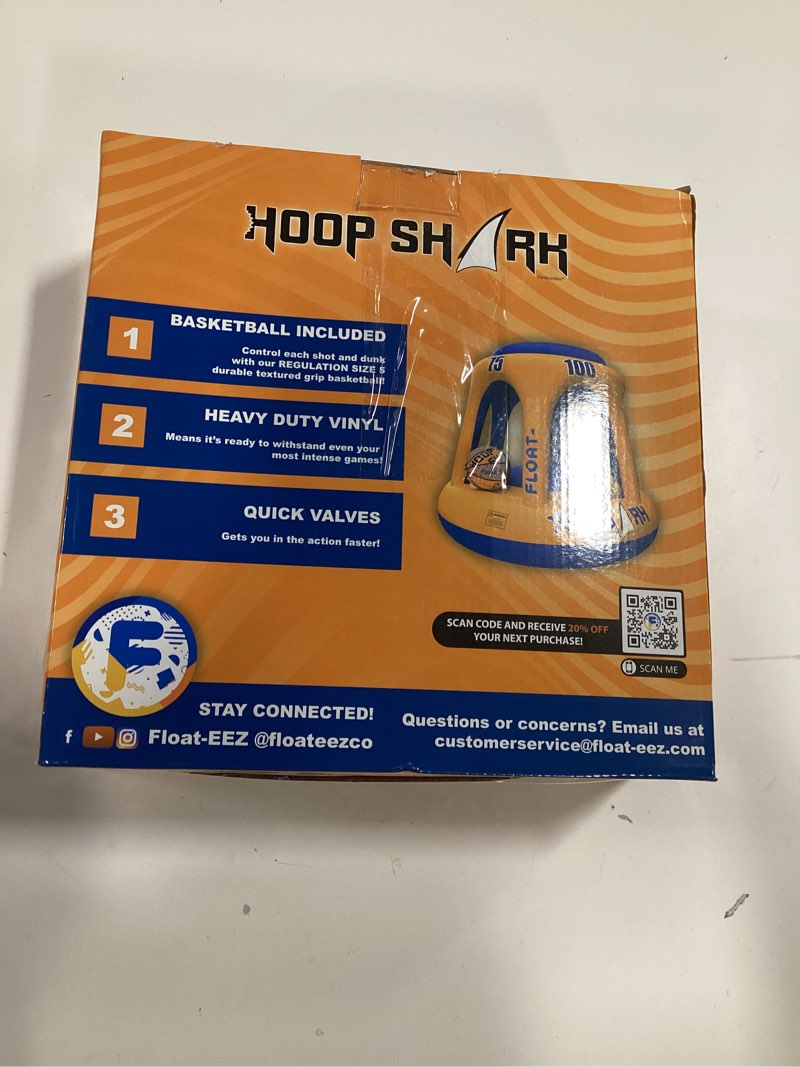 HOOP SHARK
1
BASKETBALL INCLUDED
Control each shot and dunk
with our REGULATION SIZE 5
durable textured grip basketball!
2
HEAVY DUTY VINYL
Means it's ready to withstand even your
most intense games!
3
QUICK VALVES
Gets you in the action faster!
75
100
FLOAT-
SCAN CODE AND RECEIVE 20% OFF
YOUR NEXT PURCHASE!
SCAN ME
STAY CONNECTED!
Float-EEZ @floateezco
Questions or concerns? Email us at
customerservice@float-eez.com